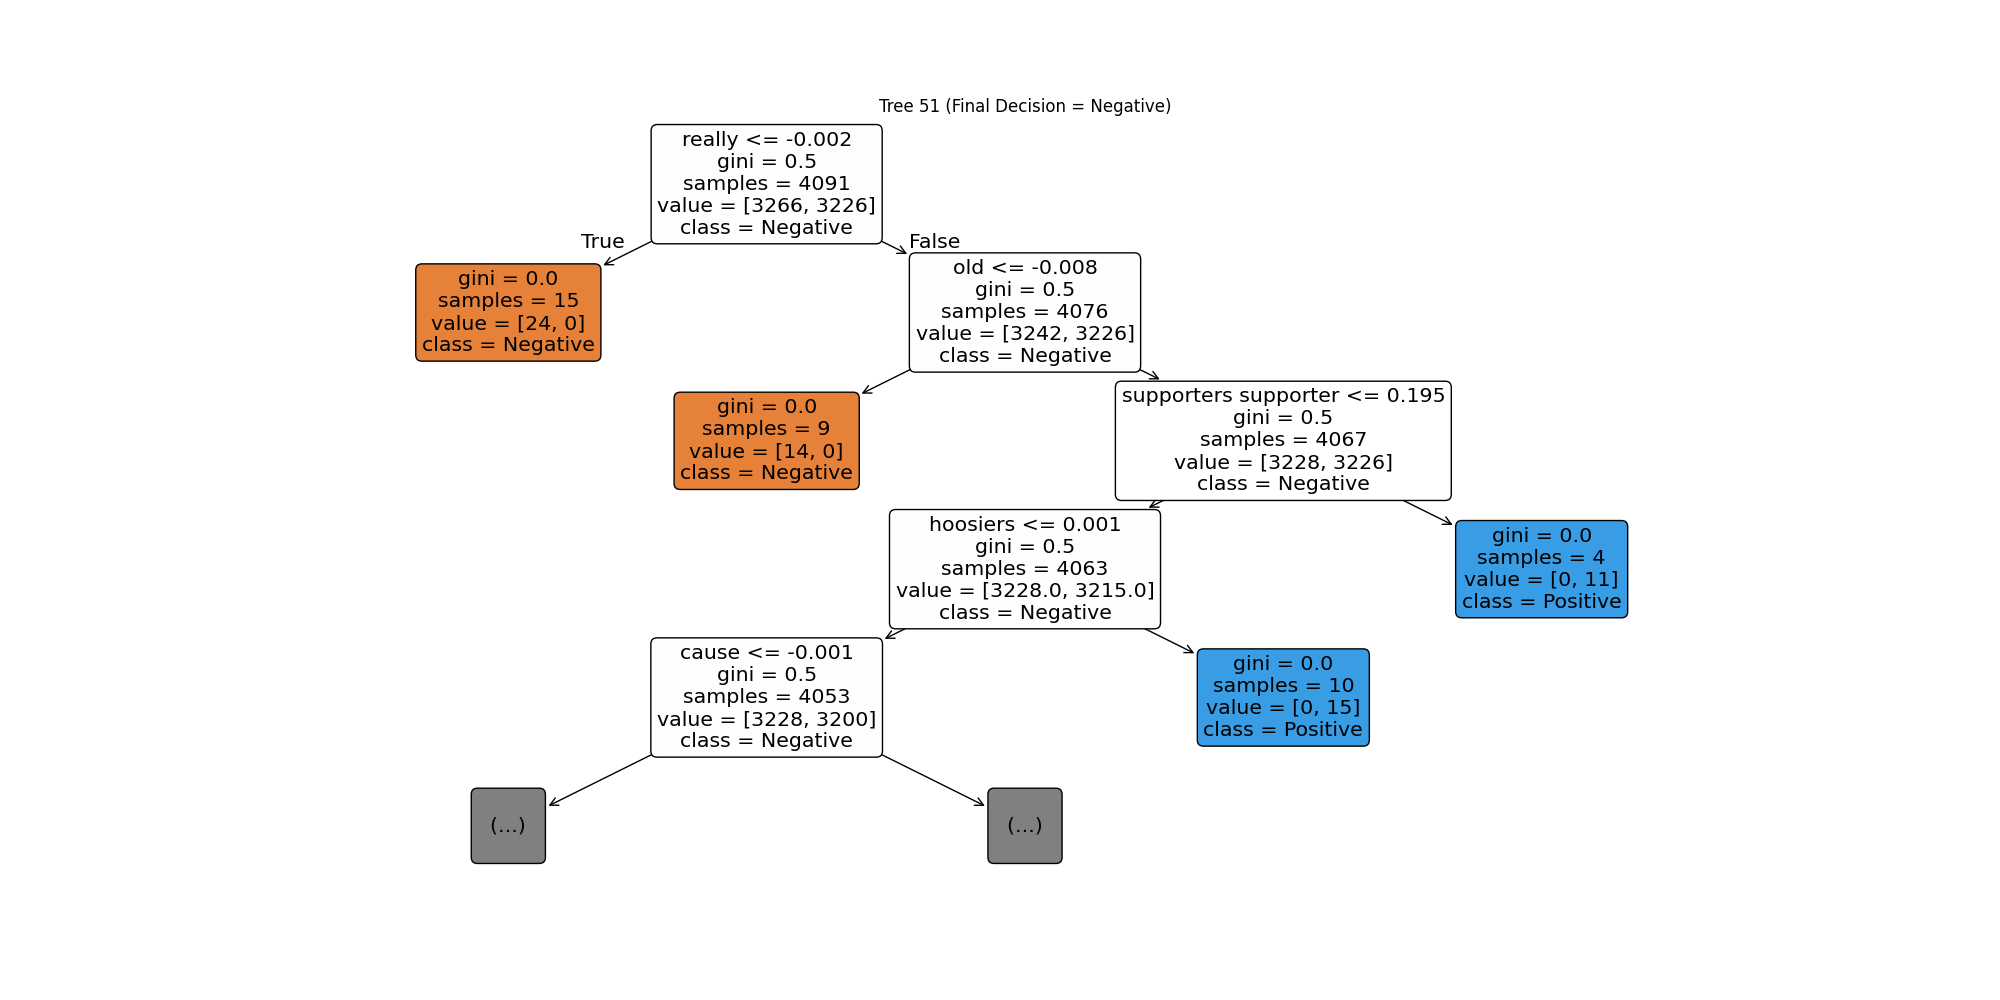 Tree 51 (Final Decision = Negative)
really <= -0.002
gini = 0.5
samples = 4091
value = [3266, 3226]
class = Negative
True
False
gini = 0.0
samples = 15
value = [24, 0]
class = Negative
old <= -0.008
gini = 0.5
samples = 4076
value = [3242, 3226]
class = Negative
gini = 0.0
samples = 9
value = [14, 0]
class = Negative
supporters supporter <= 0.195
gini = 0.5
samples = 4067
value = [3228, 3226]
class = Negative
hoosiers <= 0.001
gini = 0.5
samples = 4063
value = [3228.0, 3215.0]
class = Negative
gini = 0.0
samples = 4
value = [0, 11]
class = Positive
cause <= -0.001
gini = 0.5
samples = 4053
value = [3228, 3200]
class = Negative
gini = 0.0
samples = 10
value = [0, 15]
class = Positive
(...)
(...)